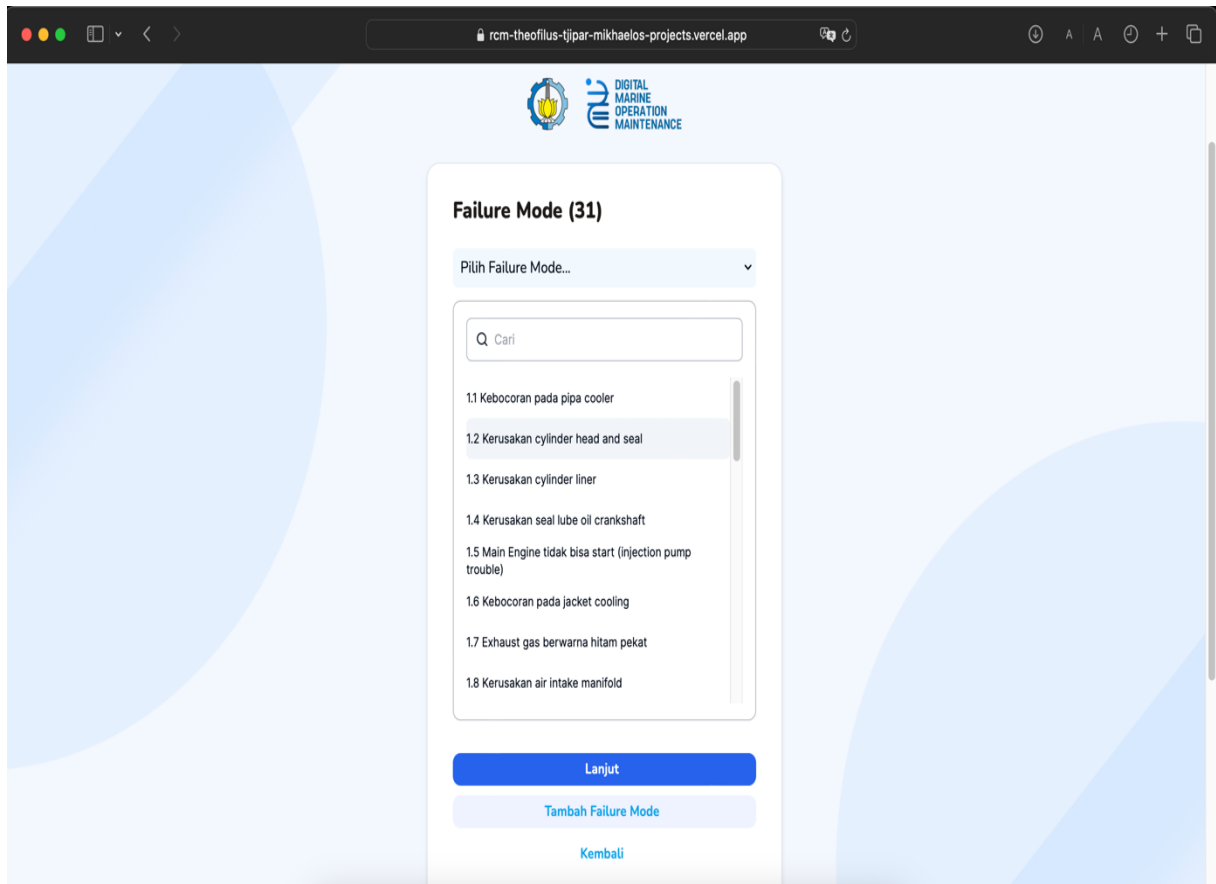 rcm-theofilus-tjipar-mikhaelos-projects.vercel.app
A A
DIGITAL
MARINE
OPERATION
MAINTENANCE
Failure Mode (31)
Pilih Failure Mode...
Cari
1.1 Kebocoran pada pipa cooler
1.2 Kerusakan cylinder head and seal
1.3 Kerusakan cylinder liner
1.4 Kerusakan seal lube oil crankshaft
1.5 Main Engine tidak bisa start (injection pump
trouble)
1.6 Kebocoran pada jacket cooling
1.7 Exhaust gas berwarna hitam pekat
1.8 Kerusakan air intake manifold
Lanjut
Tambah Failure Mode
Kembali